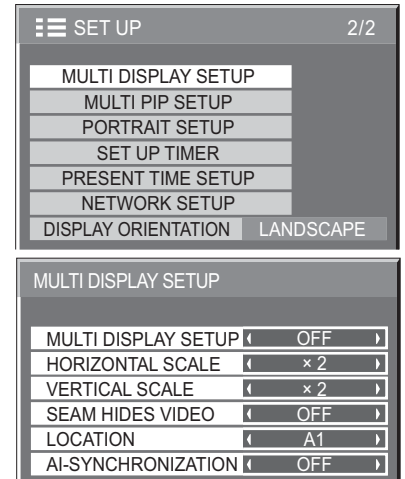 SET UP 2/2
MULTI DISPLAY SETUP
MULTI PIP SETUP
PORTRAIT SETUP
SET UP TIMER
PRESENT TIME SETUP
NETWORK SETUP
DISPLAY ORIENTATION LANDSCAPE
MULTI DISPLAY SETUP
MULTI DISPLAY SETUP OFF
HORIZONTAL SCALE × 2
VERTICAL SCALE × 2
SEAM HIDES VIDEO OFF
LOCATION A1
AI-SYNCHRONIZATION OFF